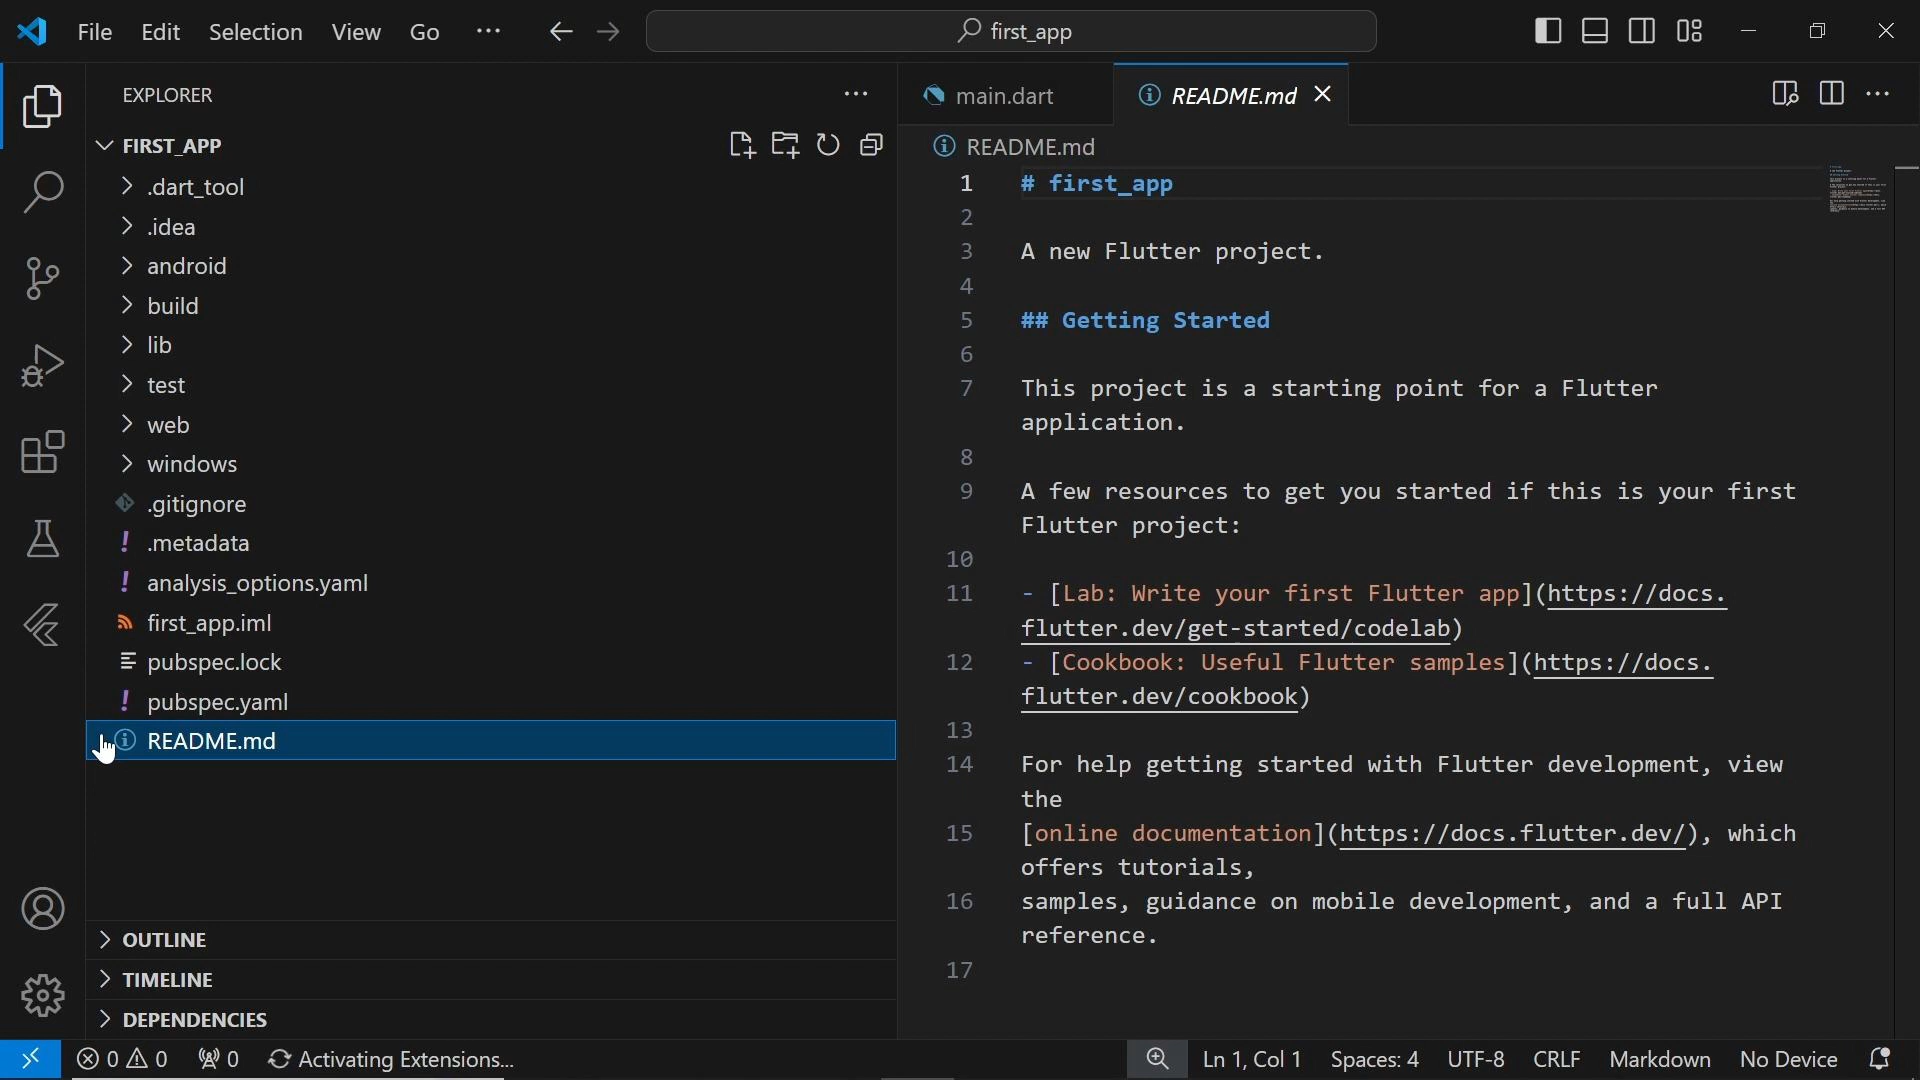 File Edit Selection View Go ··· first_app
EXPLORER
FIRST_APP
.dart_tool
.idea
android
build
lib
test
web
windows
.gitignore
! .metadata
! analysis_options.yaml
first_app.iml
pubspec.lock
! pubspec.yaml
README.md
OUTLINE
TIMELINE
DEPENDENCIES
main.dart README.md
README.md
1 # first_app
2
3 A new Flutter project.
4
5 ## Getting Started
6
7 This project is a starting point for a Flutter
application.
8
9 A few resources to get you started if this is your first
Flutter project:
10
11 - [Lab: Write your first Flutter app](https://docs.
flutter.dev/get-started/codelab)
12 - [Cookbook: Useful Flutter samples](https://docs.
flutter.dev/cookbook)
13
14 For help getting started with Flutter development, view
the
15 [online documentation](https://docs.flutter.dev/), which
offers tutorials,
16 samples, guidance on mobile development, and a full API
reference.
17
0 0 0 Activating Extensions... Ln 1, Col 1 Spaces: 4 UTF-8 CRLF Markdown No Device